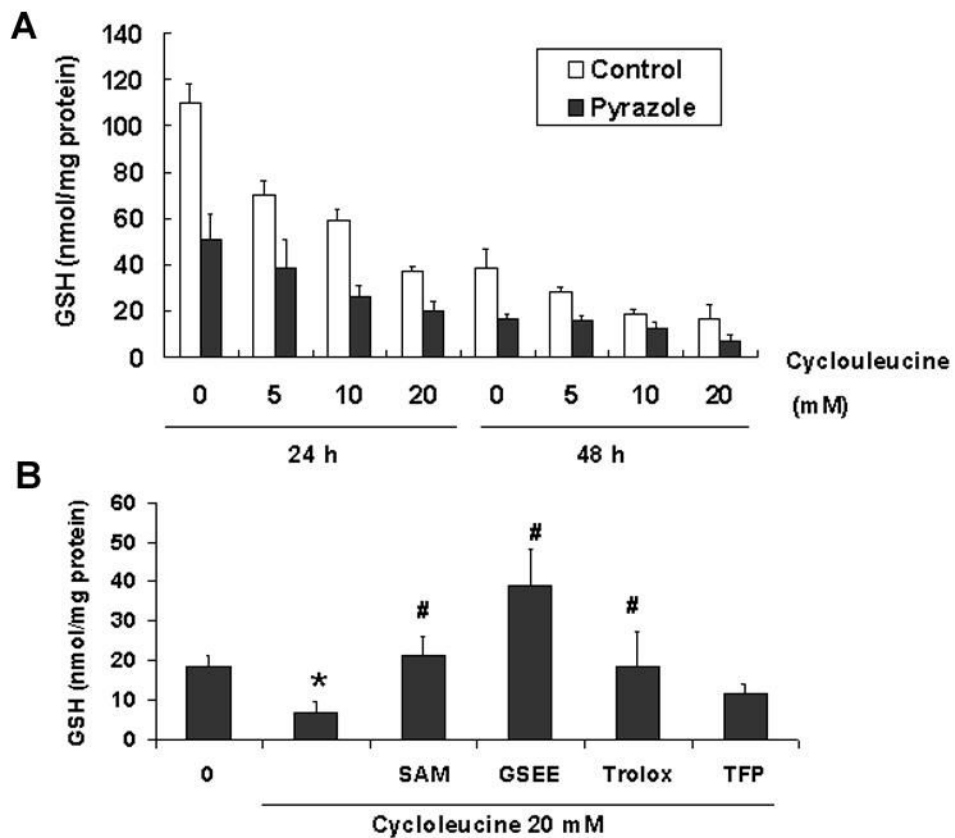 A
GSH (nmol/mg protein)
140
120
100
80
60
40
20
0
Control
Pyrazole
0 5 10 20 0 5 10 20
Cyclouleucine
(mM)
24 h 48 h
B
GSH (nmol/mg protein)
60
50
40
30
20
10
0
* # # #
0 SAM GSEE Trolox TFP
Cycloleucine 20 mM